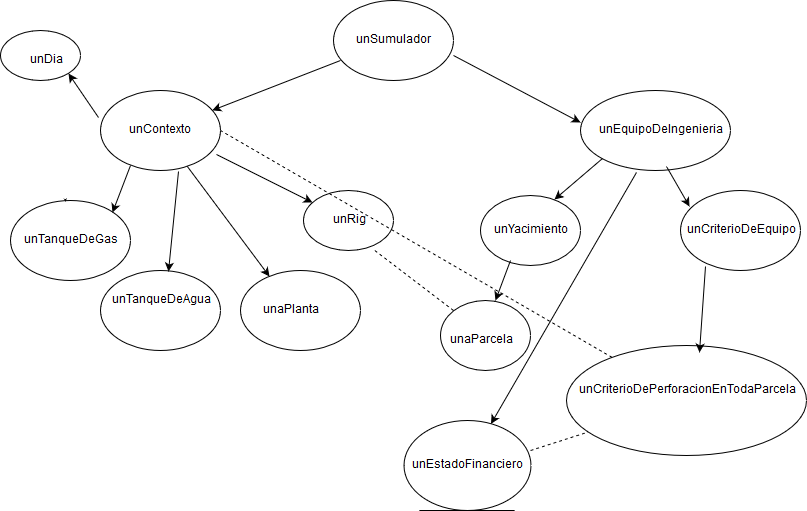 unSumulador
unDia
unContexto
unEquipoDeIngenieria
unRig
unYacimiento
unCriterioDeEquipo
unTanqueDeGas
unTanqueDeAgua
unaPlanta
unaParcela
unCriterioDePerforacionEnTodaParcela
unEstadoFinanciero